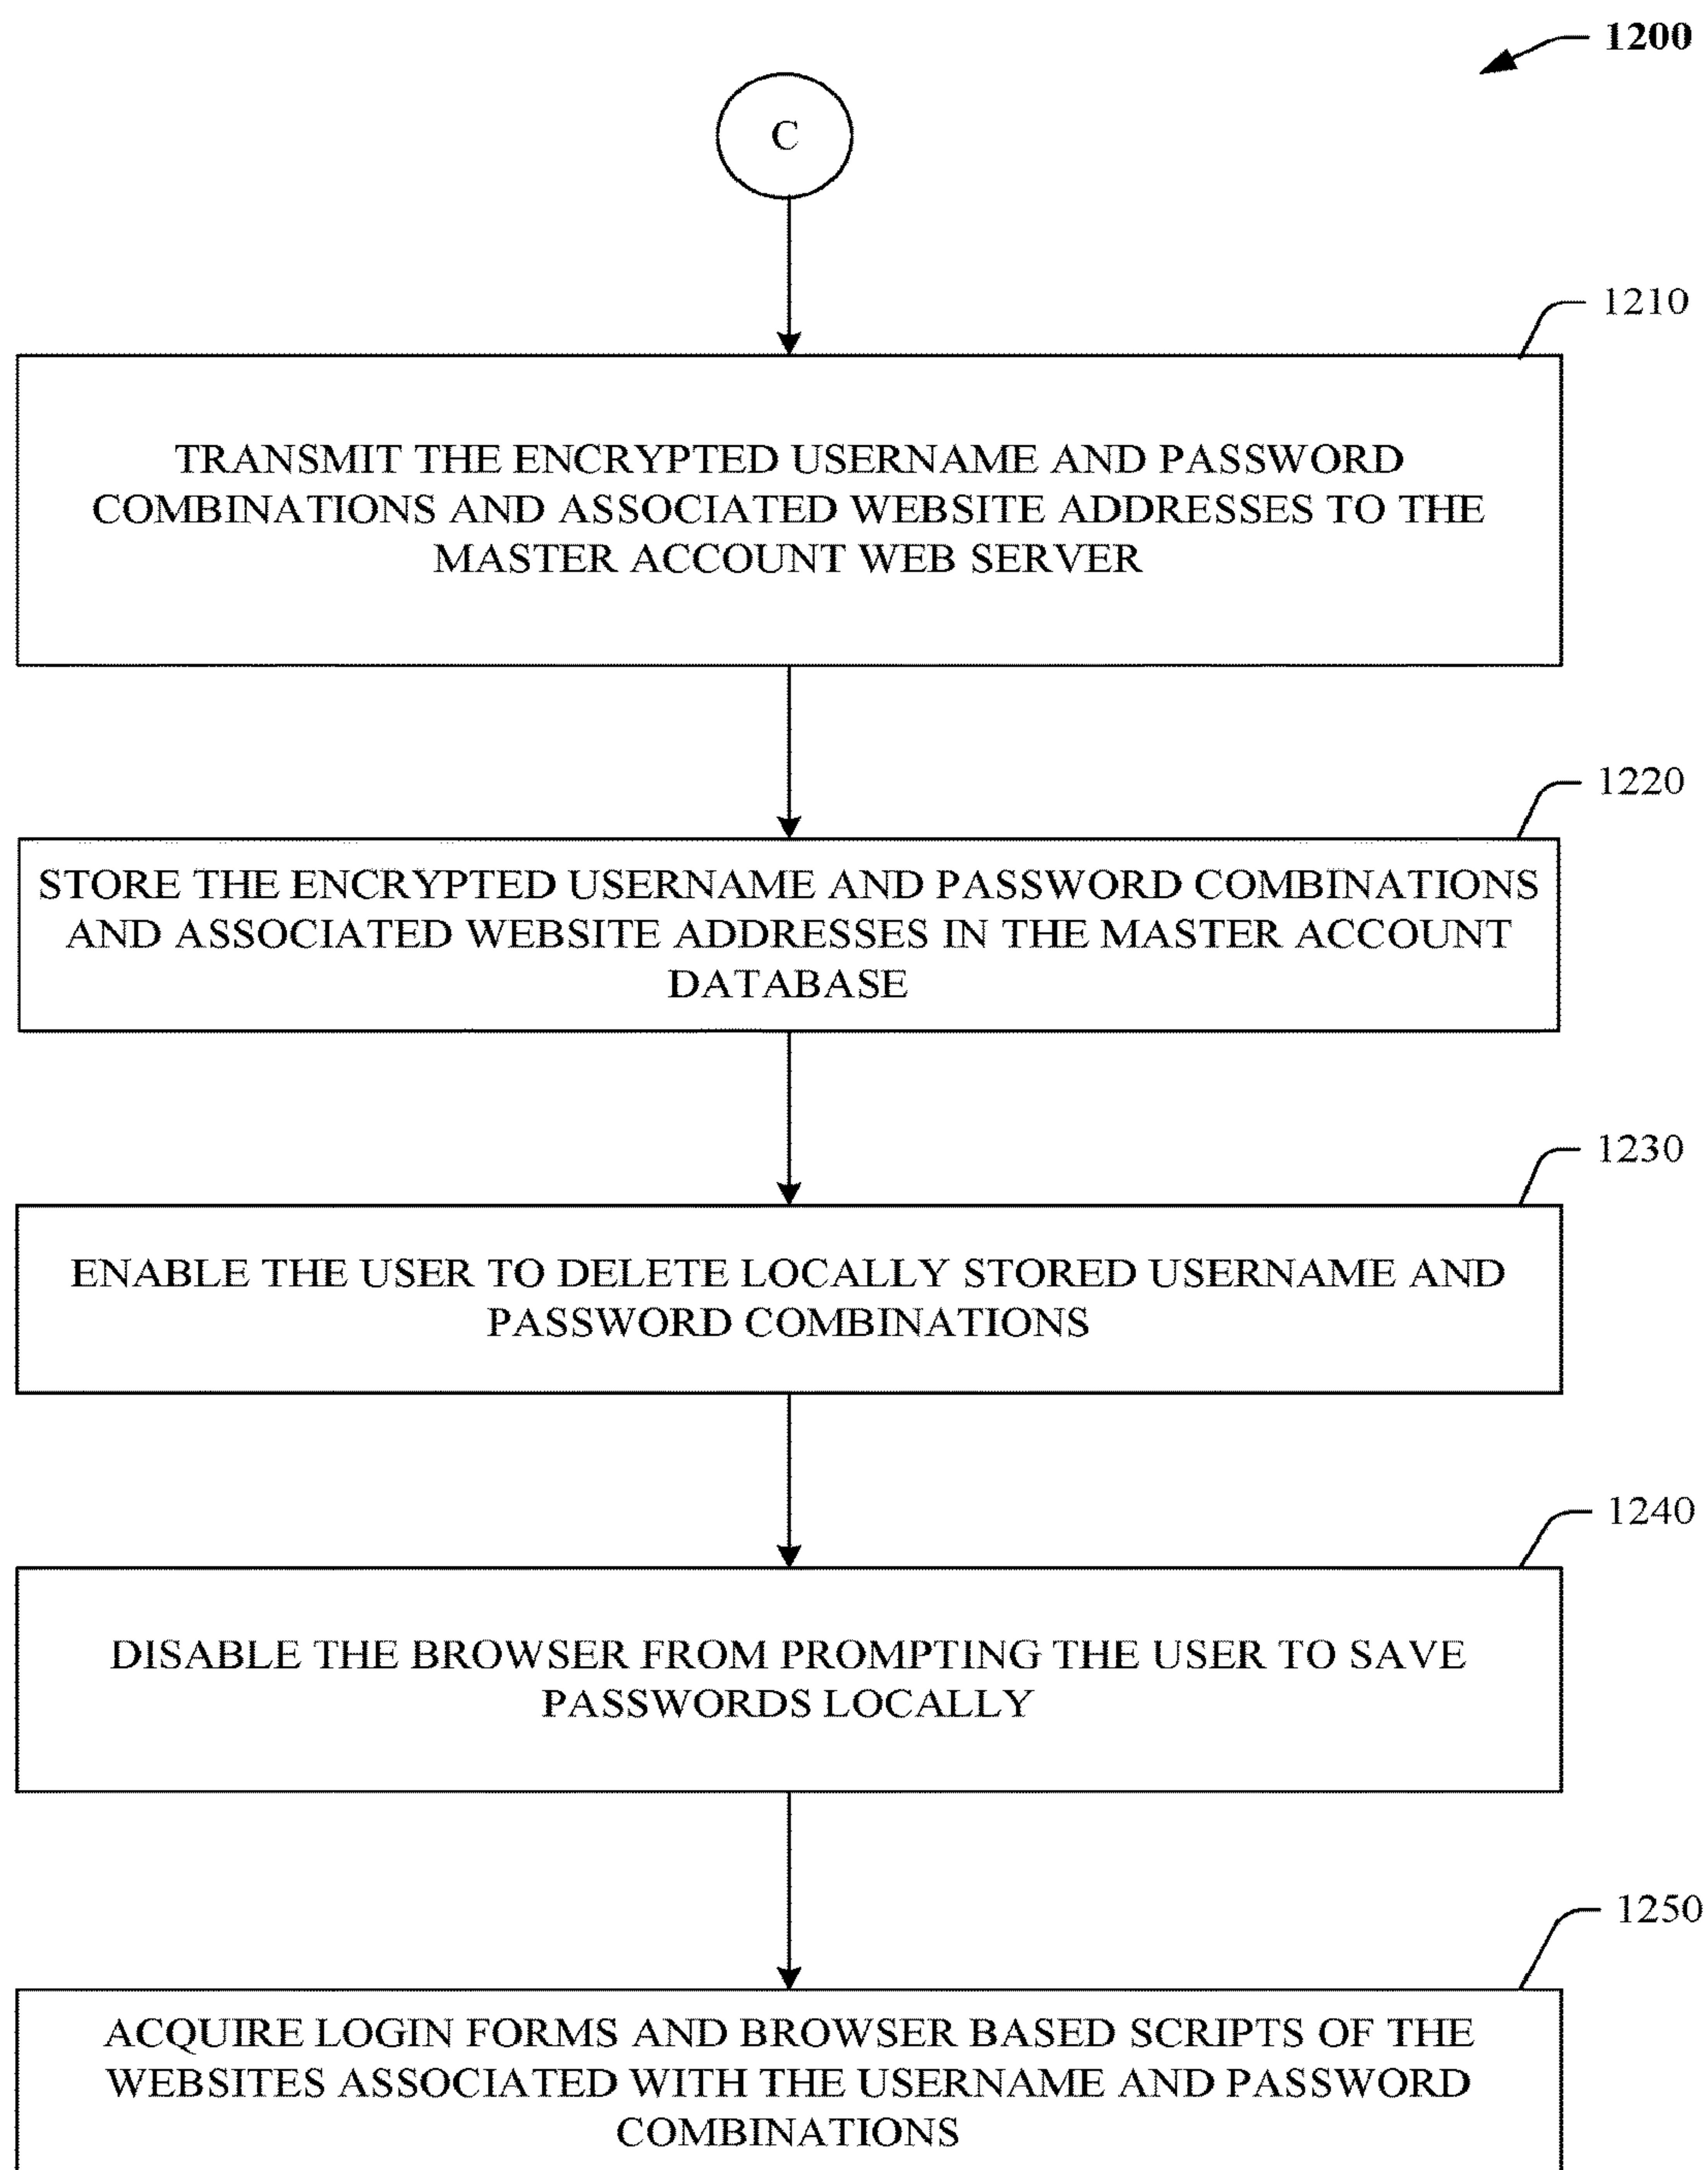 1200
C
1210
TRANSMIT THE ENCRYPTED USERNAME AND PASSWORD
COMBINATIONS AND ASSOCIATED WEBSITE ADDRESSES TO THE
MASTER ACCOUNT WEB SERVER
1220
STORE THE ENCRYPTED USERNAME AND PASSWORD COMBINATIONS
AND ASSOCIATED WEBSITE ADDRESSES IN THE MASTER ACCOUNT
DATABASE
1230
ENABLE THE USER TO DELETE LOCALLY STORED USERNAME AND
PASSWORD COMBINATIONS
1240
DISABLE THE BROWSER FROM PROMPTING THE USER TO SAVE
PASSWORDS LOCALLY
1250
ACQUIRE LOGIN FORMS AND BROWSER BASED SCRIPTS OF THE
WEBSITES ASSOCIATED WITH THE USERNAME AND PASSWORD
COMBINATIONS